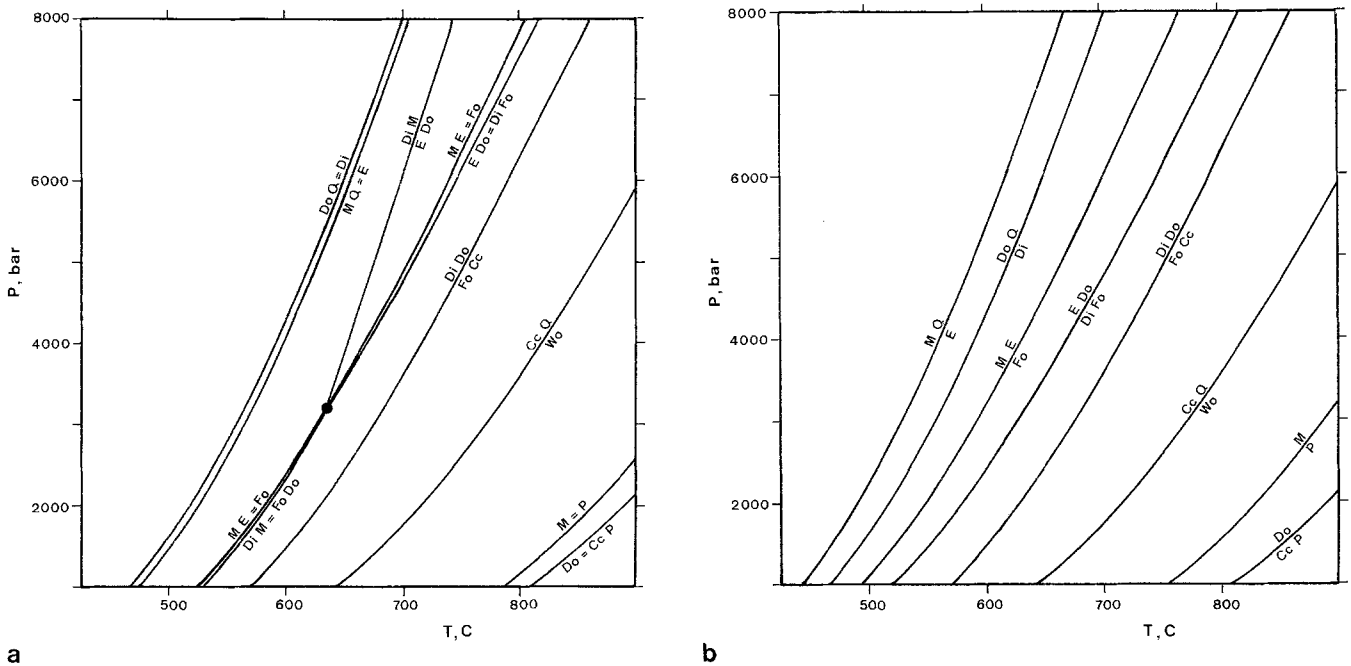 8000
6000
4000
2000
P, bar
500
600
700
800
T, C
Do Q = Di
M Q = E
Di M
E Do
M E = Fo
E Do = Di Fo
Di Do
Fo Cc
Cc Q
Wo
M E = Fo
Di M = Fo Do
M = P
Do = Cc P
a
8000
6000
4000
2000
P, bar
500
600
700
800
T, C
M Q
E
Do Q
Di
M E
Fo
E Do
Di Fo
Di Do
Fo Cc
Cc Q
Wo
M
P
Do
Cc P
b